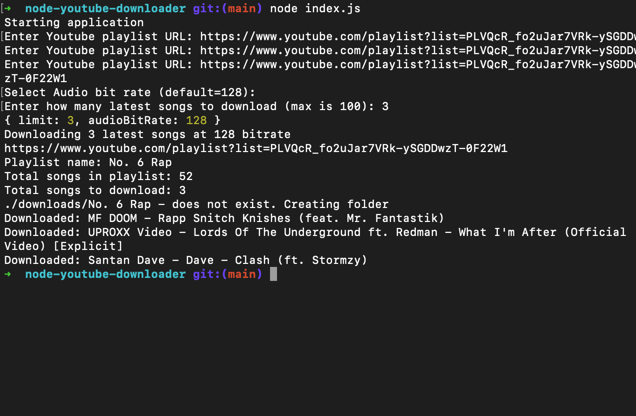 → node-youtube-downloader git:(main) node index.js
Starting application
[Enter Youtube playlist URL: https://www.youtube.com/playlist?list=PLVQcR_fo2uJar7VRk-ySGDDw
Enter Youtube playlist URL: https://www.youtube.com/playlist?list=PLVQcR_fo2uJar7VRk-ySGDDw
Enter Youtube playlist URL: https://www.youtube.com/playlist?list=PLVQcR_fo2uJar7VRk-ySGDDw
zT-0F22W1
[Select Audio bit rate (default=128):
[Enter how many latest songs to download (max is 100): 3
{ limit: 3, audioBitRate: 128 }
Downloading 3 latest songs at 128 bitrate
https://www.youtube.com/playlist?list=PLVQcR_fo2uJar7VRk-ySGDDwzT-0F22W1
Playlist name: No. 6 Rap
Total songs in playlist: 52
Total songs to download: 3
./downloads/No. 6 Rap - does not exist. Creating folder
Downloaded: MF DOOM - Rapp Snitch Knishes (feat. Mr. Fantastik)
Downloaded: UPROXX Video - Lords Of The Underground ft. Redman - What I'm After (Official
Video) [Explicit]
Downloaded: Santan Dave - Dave - Clash (ft. Stormzy)
→ node-youtube-downloader git:(main)